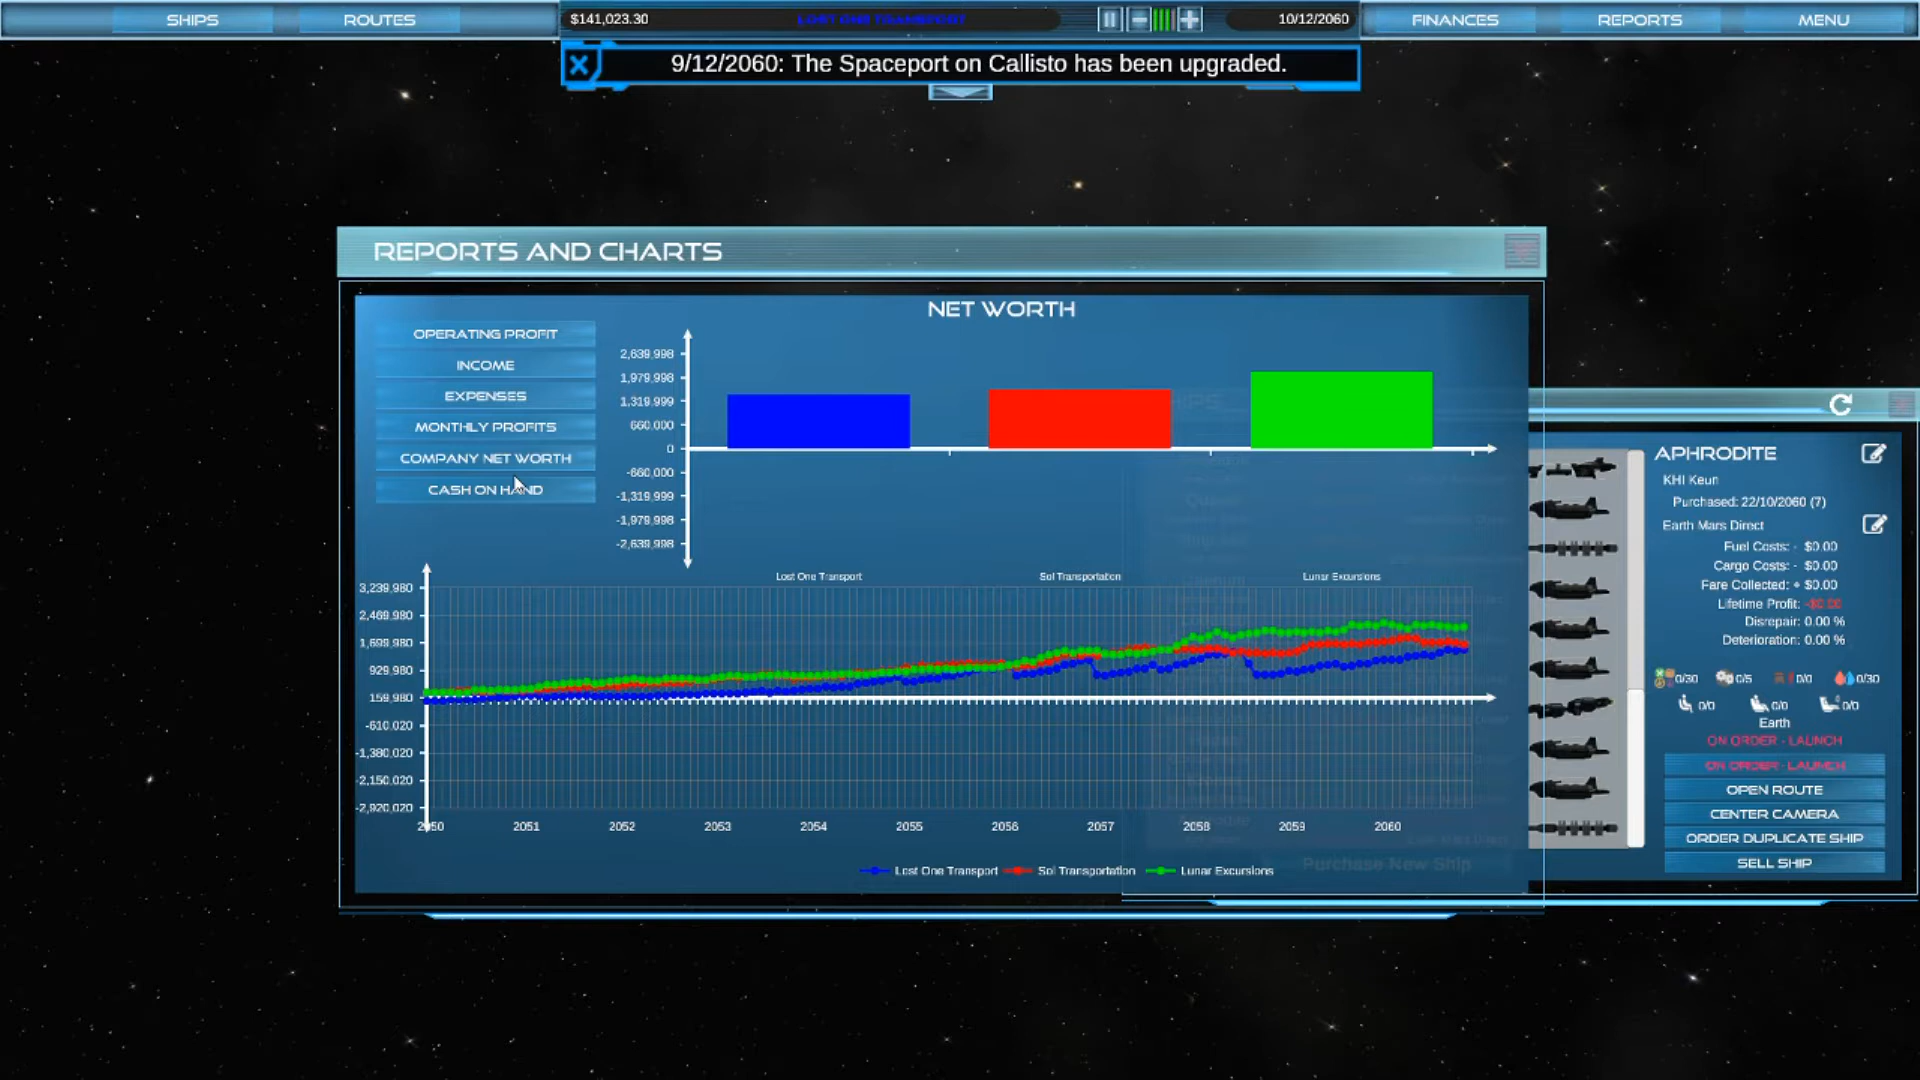 SHIPS
ROUTES
$141,023.30
LOST ONE TRANSPORT
10/12/2060
FINANCES
REPORTS
MENU
9/12/2060: The Spaceport on Callisto has been upgraded.
REPORTS AND CHARTS
NET WORTH
OPERATING PROFIT
INCOME
EXPENSES
MONTHLY PROFITS
COMPANY NET WORTH
CASH ON HAND
2,639,998
1,979,998
1,319,999
660,000
0
-660,000
-1,319,999
-1,979,998
-2,639,998
Lost One Transport
Sol Transportation
Lunar Excursions
3,239,980
2,469,980
1,699,980
929,980
159,980
-610,020
-1,380,020
-2,150,020
-2,920,020
2050
2051
2052
2053
2054
2055
2056
2057
2058
2059
2060
Lost One Transport
Sol Transportation
Lunar Excursions
Purchase New Ship
APHRODITE
KHI Keun
Purchased: 22/10/2060 (7)
Earth Mars Direct
Fuel Costs: - $0.00
Cargo Costs: - $0.00
Fare Collected: + $0.00
Lifetime Profit: -$0.00
Disrepair: 0.00 %
Deterioration: 0.00 %
0/30
0/5
0/0
0/30
0/0
0/0
0/0
Earth
ON ORDER - LAUNCH
ON ORDER - LAUNCH
OPEN ROUTE
CENTER CAMERA
ORDER DUPLICATE SHIP
SELL SHIP